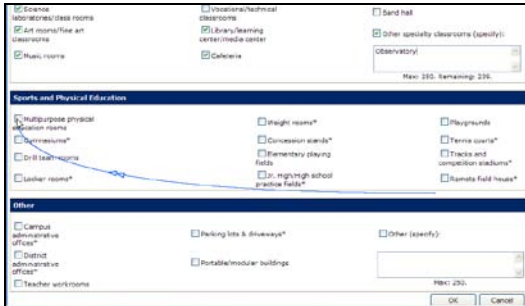 Science laboratories/class rooms
Vocational/technical classrooms
Band hall
Art rooms/fine art classrooms
Library/learning center/media center
Other specialty classrooms (specify):
Music rooms
Cafeteria
Observatory
Max: 250. Remaining: 239.
Sports and Physical Education
Multipurpose physical education rooms
Weight rooms*
Playgrounds
Gymnasiums*
Concession stands*
Tennis courts*
Drill team rooms
Elementary playing fields
Tracks and competition stadiums*
Locker rooms*
Jr. High/High school practice fields*
Remote field house*
Other
Campus administrative offices*
Parking lots & driveways*
Other (specify):
District administrative offices*
Portable/modular buildings
Teacher workrooms
Max: 250.
OK
Cancel